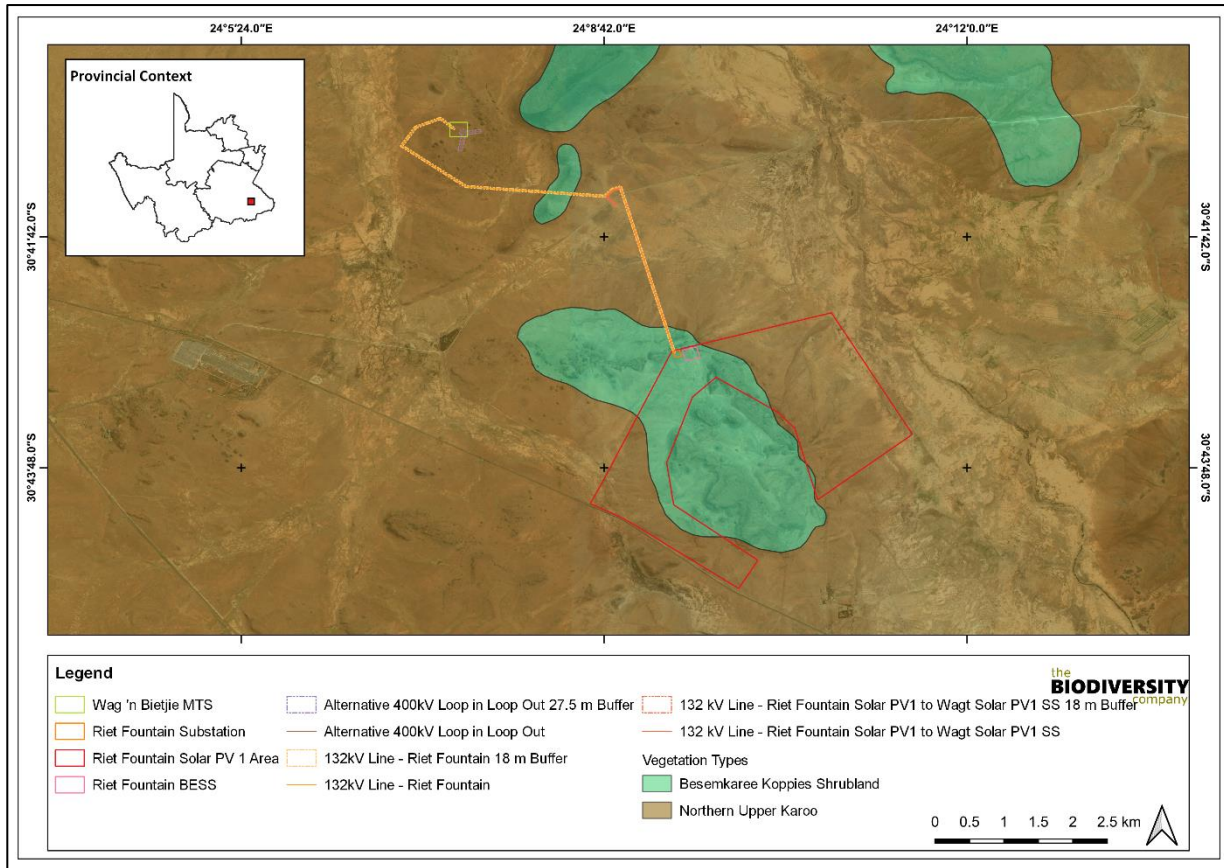 24°5'24.0"E
24°8'42.0"E
24°12'0.0"E
Provincial Context
30°41'42.0"S
30°41'42.0"S
30°43'48.0"S
30°43'48.0"S
Legend
Wag 'n Bietjie MTS
Riet Fountain Substation
Riet Fountain Solar PV 1 Area
Riet Fountain BESS
Alternative 400kV Loop in Loop Out 27.5 m Buffer
Alternative 400kV Loop in Loop Out
132kV Line - Riet Fountain 18 m Buffer
132kV Line - Riet Fountain
132 kV Line - Riet Fountain Solar PV1 to Wagt Solar PV1 SS 18 m Buffer
132 kV Line - Riet Fountain Solar PV1 to Wagt Solar PV1 SS
Vegetation Types
Besemkaree Koppies Shrubland
Northern Upper Karoo
the
BIODIVERSITY
company
0 0.5 1 1.5 2 2.5 km